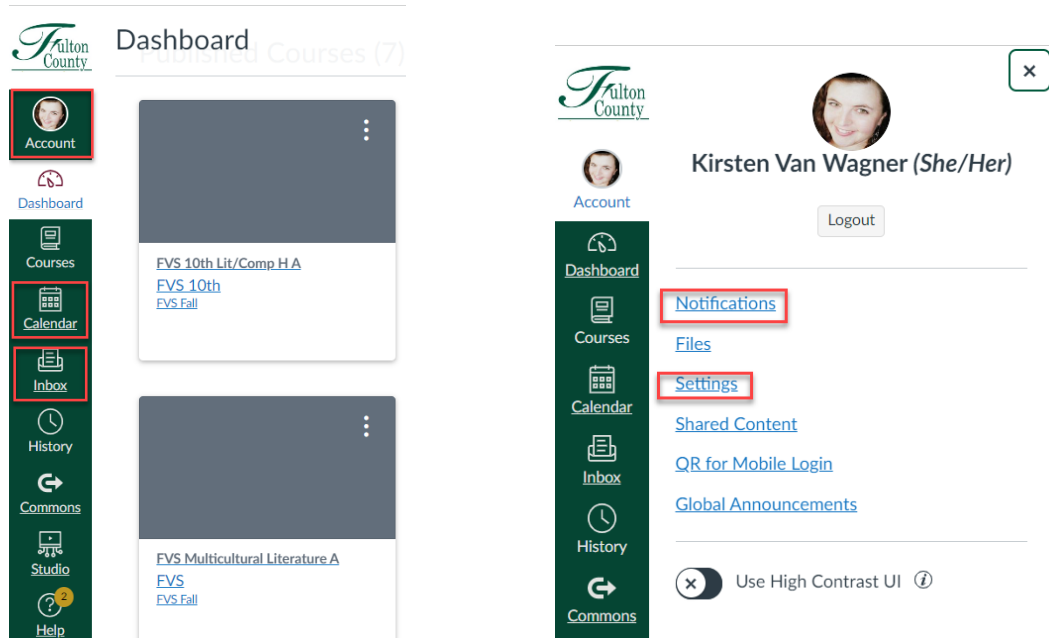 Fulton
County
Dashboard
Published Courses (7)
Account
Dashboard
Courses
Calendar
Inbox
History
Commons
Studio
2
Help
FVS 10th Lit/Comp H A
FVS 10th
FVS Fall
FVS Multicultural Literature A
FVS
FVS Fall
Fulton
County
Account
Dashboard
Courses
Calendar
Inbox
History
Commons
Kirsten Van Wagner (She/Her)
Logout
Notifications
Files
Settings
Shared Content
QR for Mobile Login
Global Announcements
Use High Contrast UI